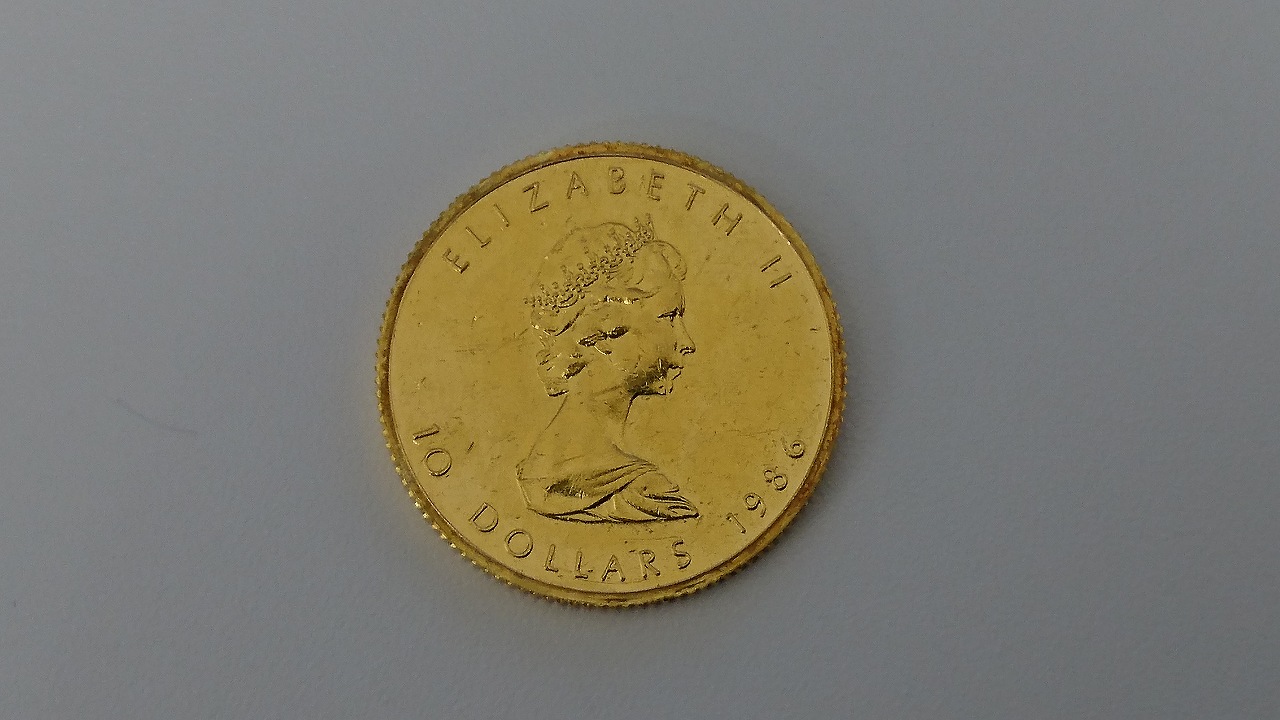 ELIZABETH II
10 DOLLARS 1986